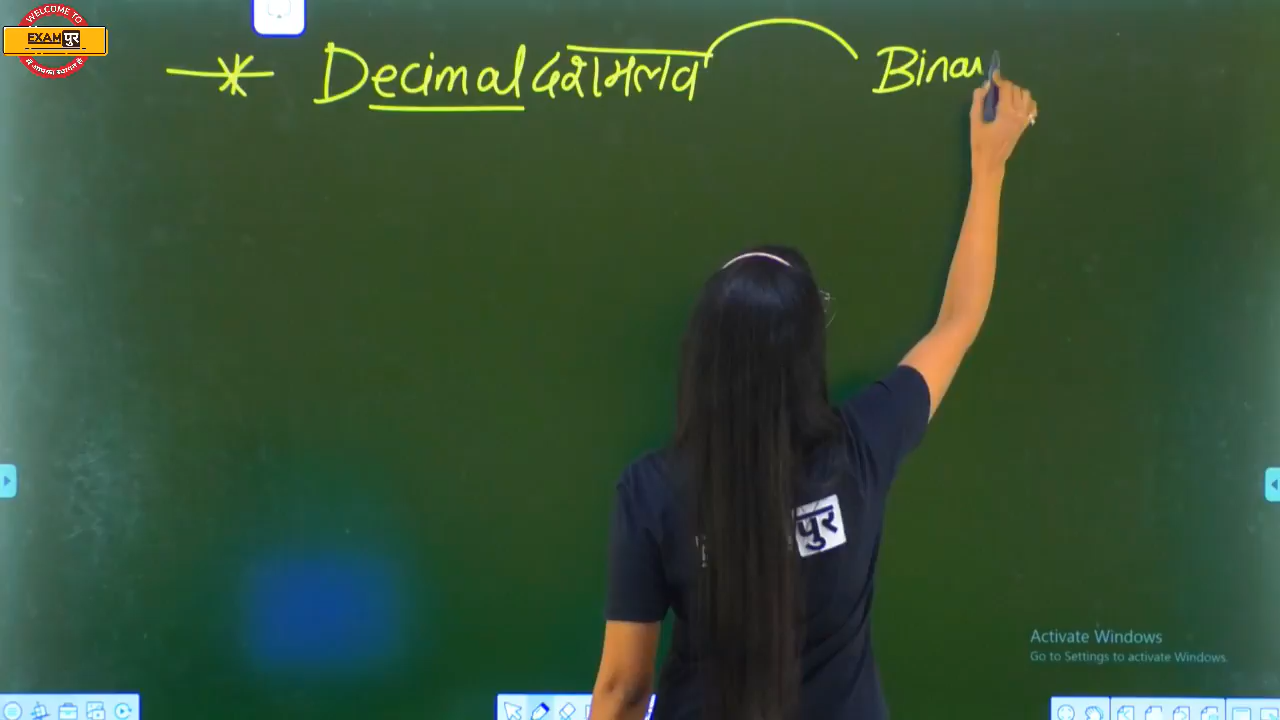 WELCOME TO
EXAMपुर
Decimal दशमलव Binar
पुर
Activate Windows
Go to Settings to activate Windows.